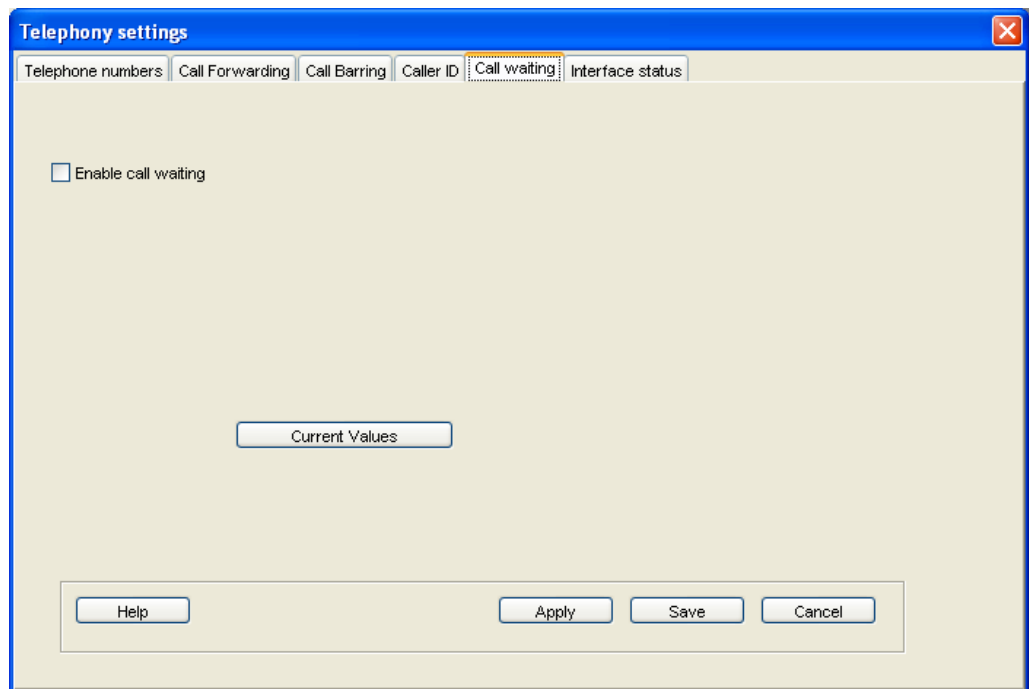 Telephony settings
Telephone numbers Call Forwarding Call Barring Caller ID Call waiting Interface status
Enable call waiting
Current Values
Help Apply Save Cancel